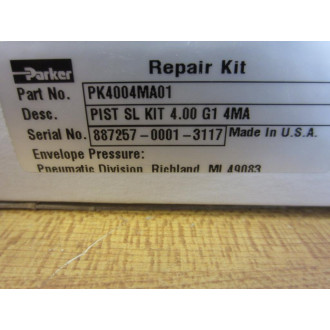 Parker
Repair Kit
Part No. PK4004MA01
Desc. PIST SL KIT 4.00 G1 4MA
Serial No. 887257-0001-3117 Made In U.S.A.
Envelope Pressure:
Pneumatic Division, Richland, MI 49083